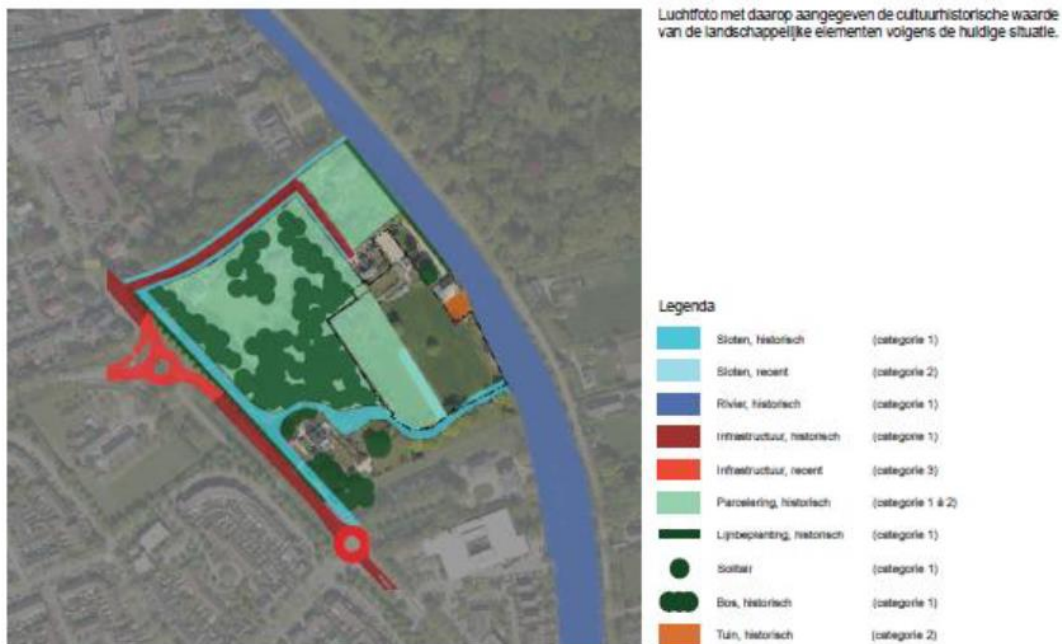 Luchtfoto met daarop aangegeven de cultuurhistorische waarde
van de landschappelijke elementen volgens de huidige situatie.
Legenda
Sloten, historisch (categorie 1)
Sloten, recent (categorie 2)
Rivier, historisch (categorie 1)
Infrastructuur, historisch (categorie 1)
Infrastructuur, recent (categorie 3)
Parcelering, historisch (categorie 1 à 2)
Lijnbeplanting, historisch (categorie 1)
Solitair (categorie 1)
Bos, historisch (categorie 1)
Tuin, historisch (categorie 2)